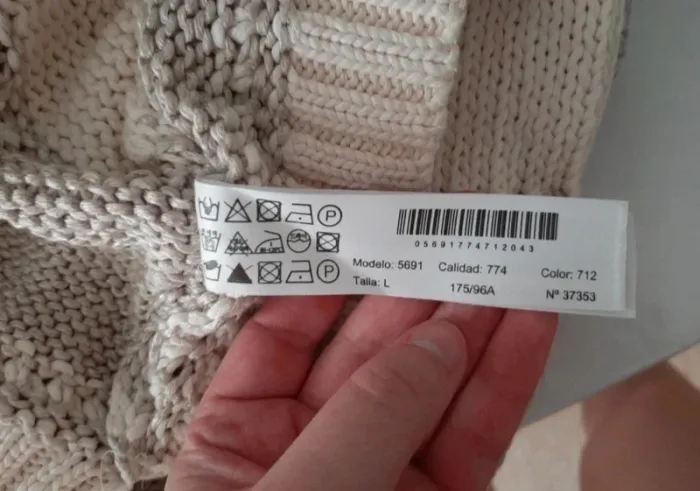 05691774712043
Modelo: 5691 Calidad: 774 Color: 712
Talla: L 175/96A Nº 37353
P
P